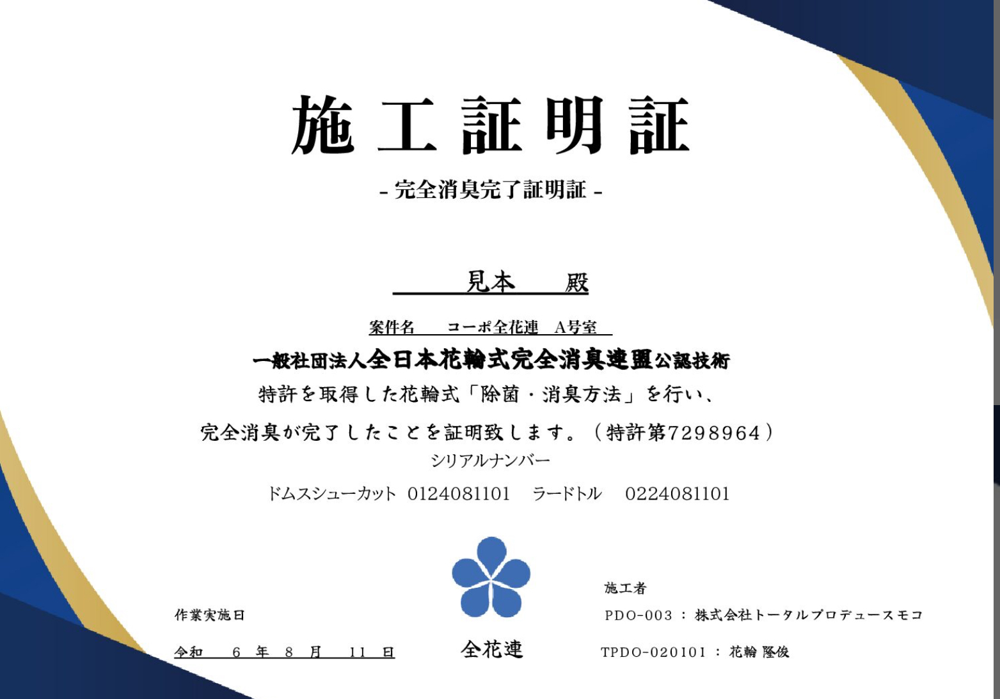 施工証明証
- 完全消臭完了証明証 -
見本　　殿
案件名　　コーポ全花連　A号室
一般社団法人全日本花輪式完全消臭連盟公認技術
特許を取得した花輪式「除菌・消臭方法」を行い、
完全消臭が完了したことを証明致します。（特許第7298964）
シリアルナンバー
ドムスシューカット 0124081101　ラードトル　0224081101
全花連
作業実施日
令和　6 年 8 月　11 日
施工者
PDO-003 : 株式会社トータルプロデュースモコ
TPDO-020101 : 花輪 隆俊